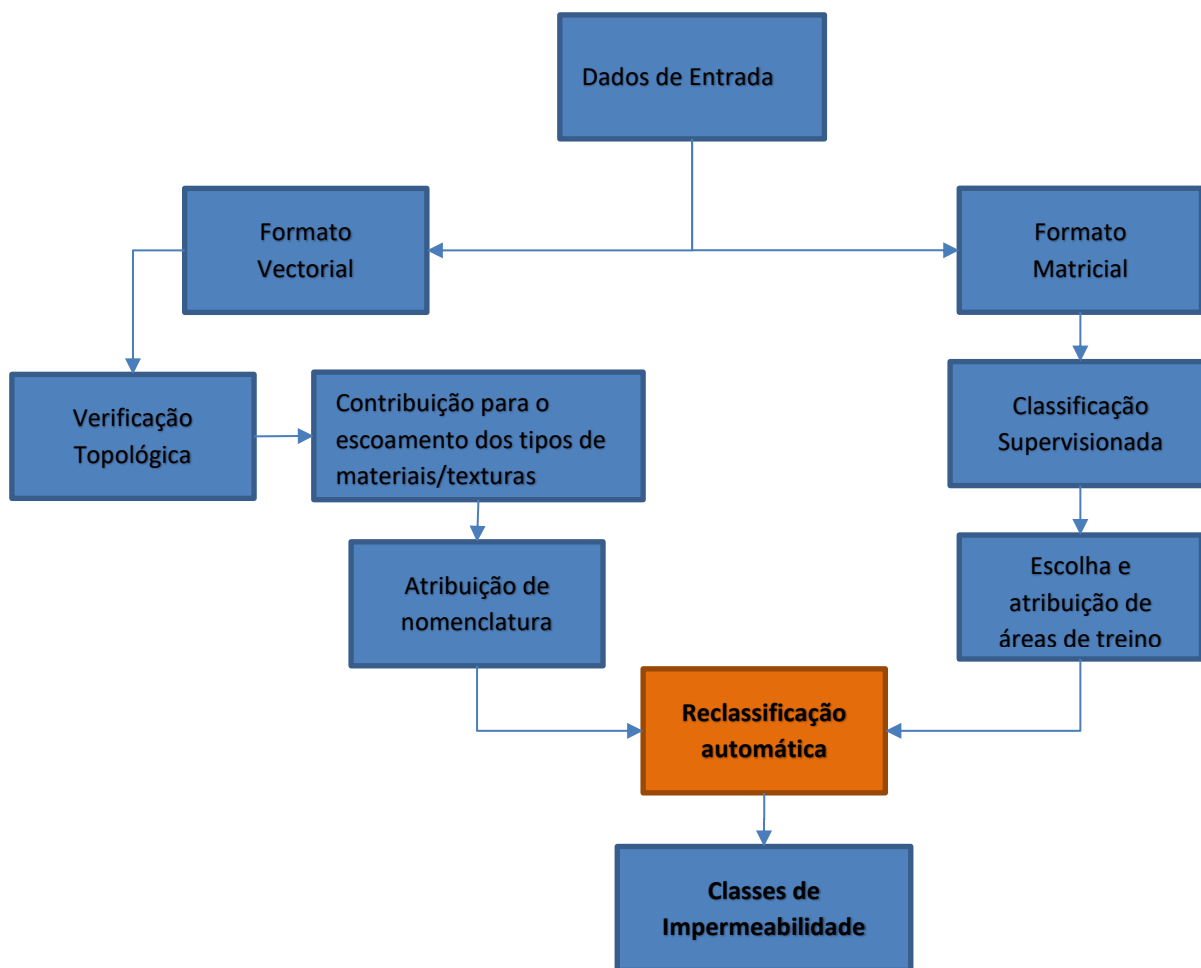 Dados de Entrada
Formato
Vectorial
Formato
Matricial
Verificação
Topológica
Contribuição para o
escoamento dos tipos de
materiais/texturas
Classificação
Supervisionada
Atribuição de
nomenclatura
Escolha e
atribuição de
áreas de treino
Reclassificação
automática
Classes de
Impermeabilidade